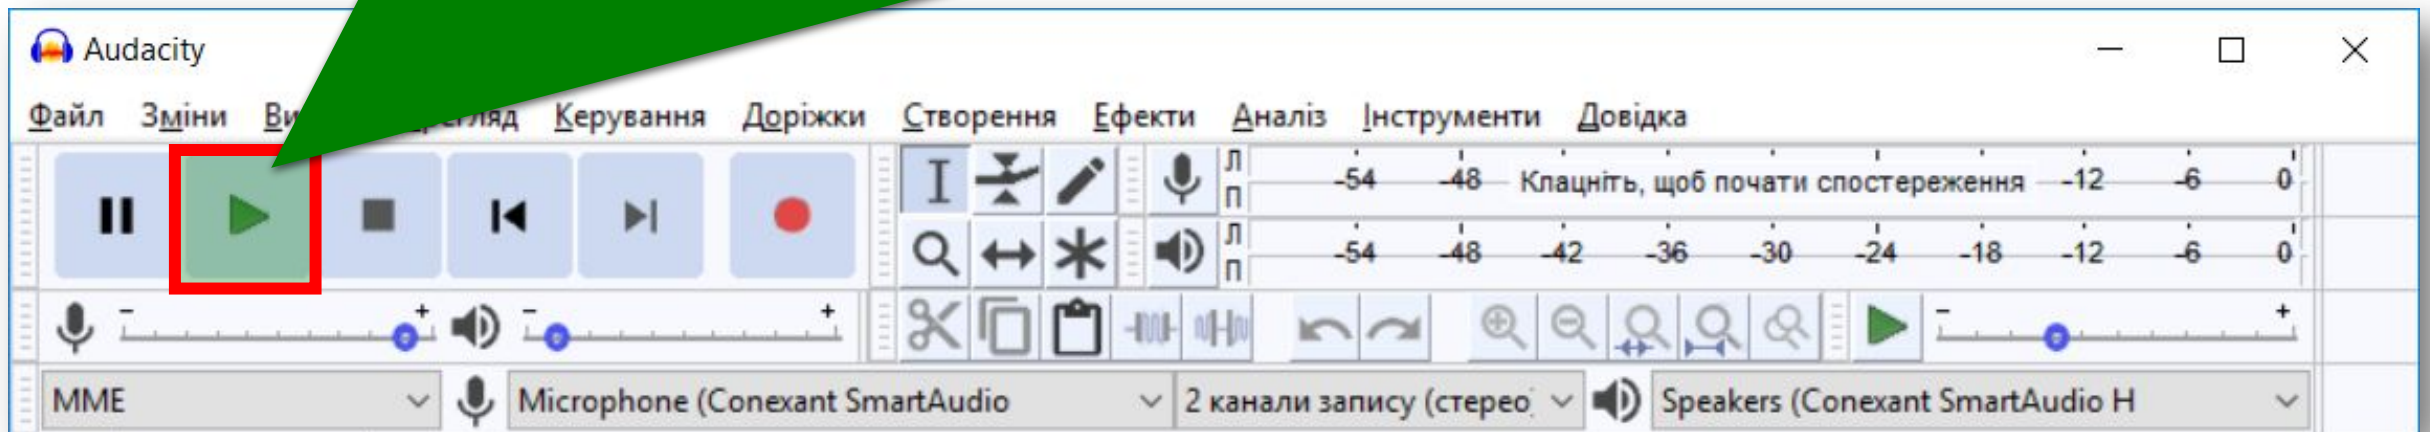 Audacity
Файл Зміни Керування Доріжки Створення Ефекти Аналіз Інструменти Довідка
Л
П
-54 -48 Клацніть, щоб почати спостереження -12 -6 0
Л
П
-54 -48 -42 -36 -30 -24 -18 -12 -6 0
- + - + - +
MME Microphone (Conexant SmartAudio 2 канали запису (стерео) Speakers (Conexant SmartAudio H